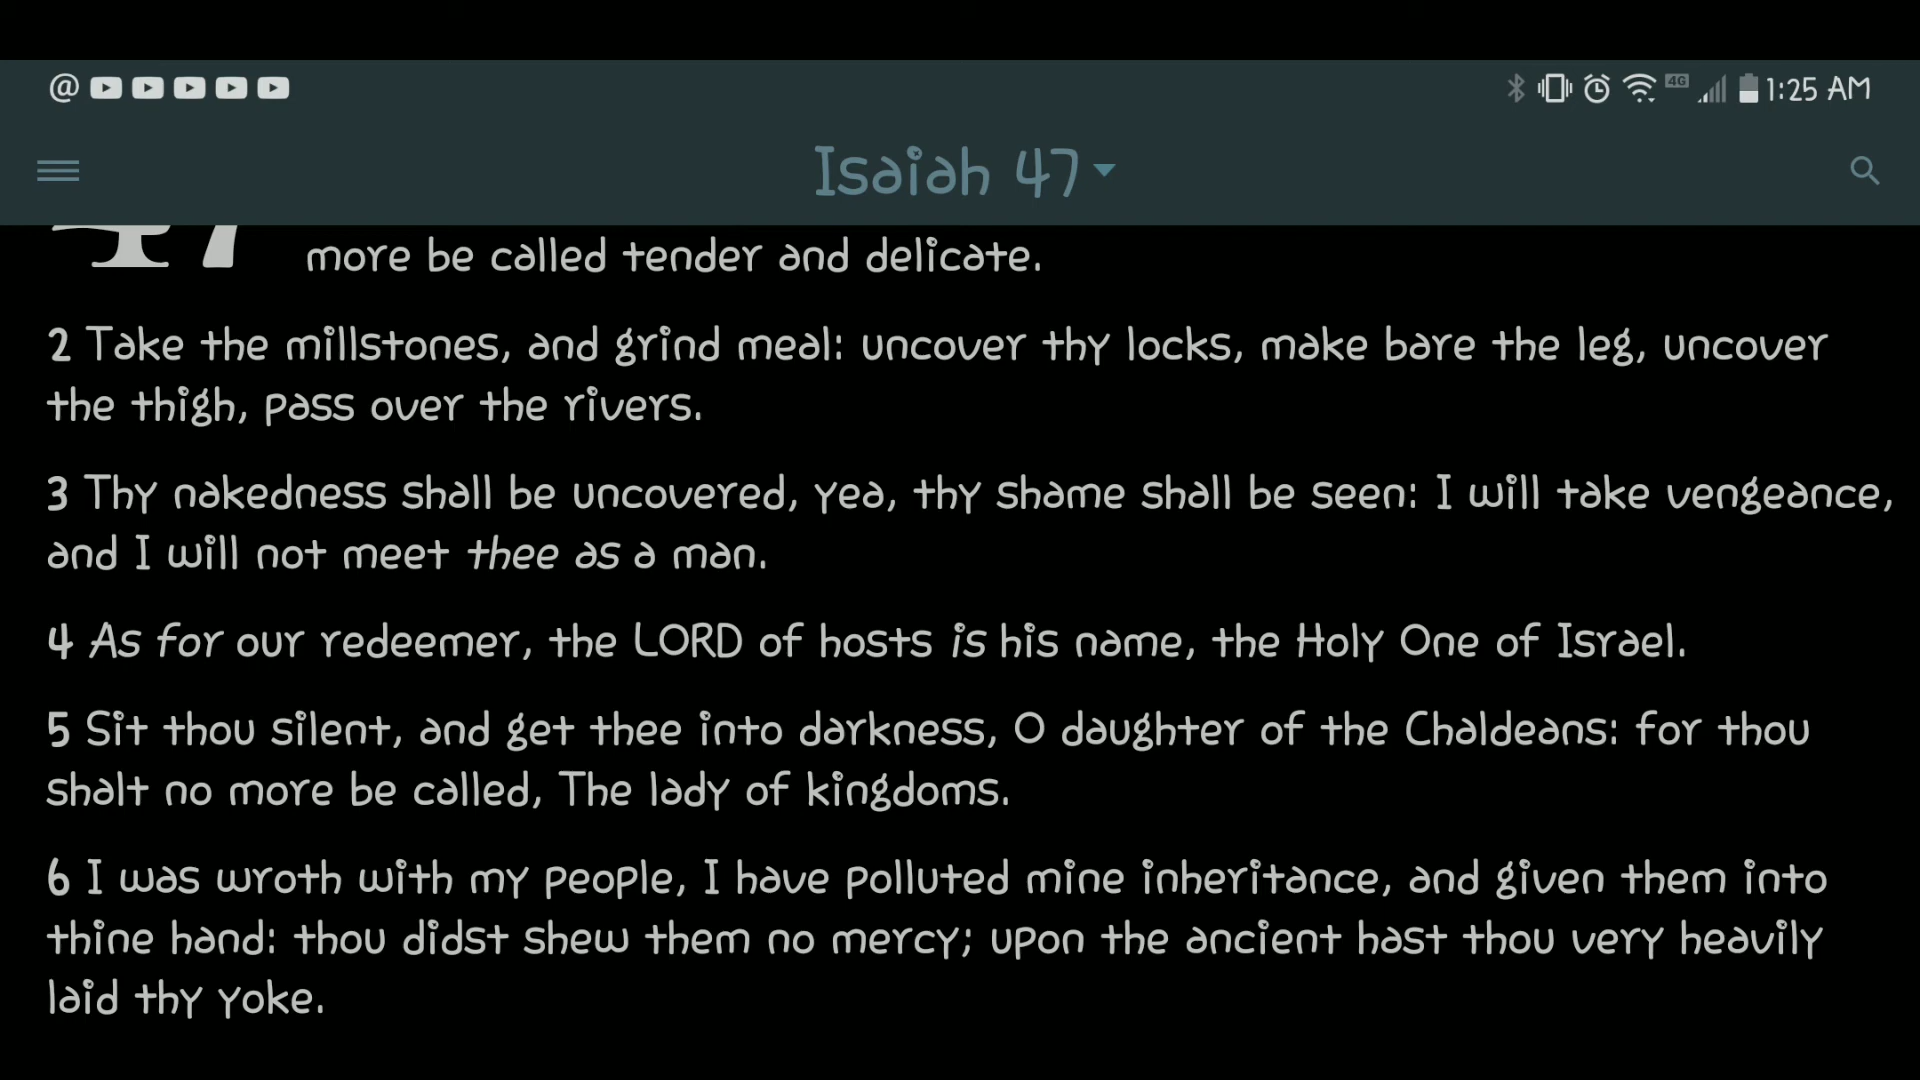 @ 4G 1:25 AM
Isaiah 47
47 more be called tender and delicate.
2 Take the millstones, and grind meal: uncover thy locks, make bare the leg, uncover
the thigh, pass over the rivers.
3 Thy nakedness shall be uncovered, yea, thy shame shall be seen: I will take vengeance,
and I will not meet thee as a man.
4 As for our redeemer, the LORD of hosts is his name, the Holy One of Israel.
5 Sit thou silent, and get thee into darkness, O daughter of the Chaldeans: for thou
shalt no more be called, The lady of kingdoms.
6 I was wroth with my people, I have polluted mine inheritance, and given them into
thine hand: thou didst shew them no mercy; upon the ancient hast thou very heavily
laid thy yoke.